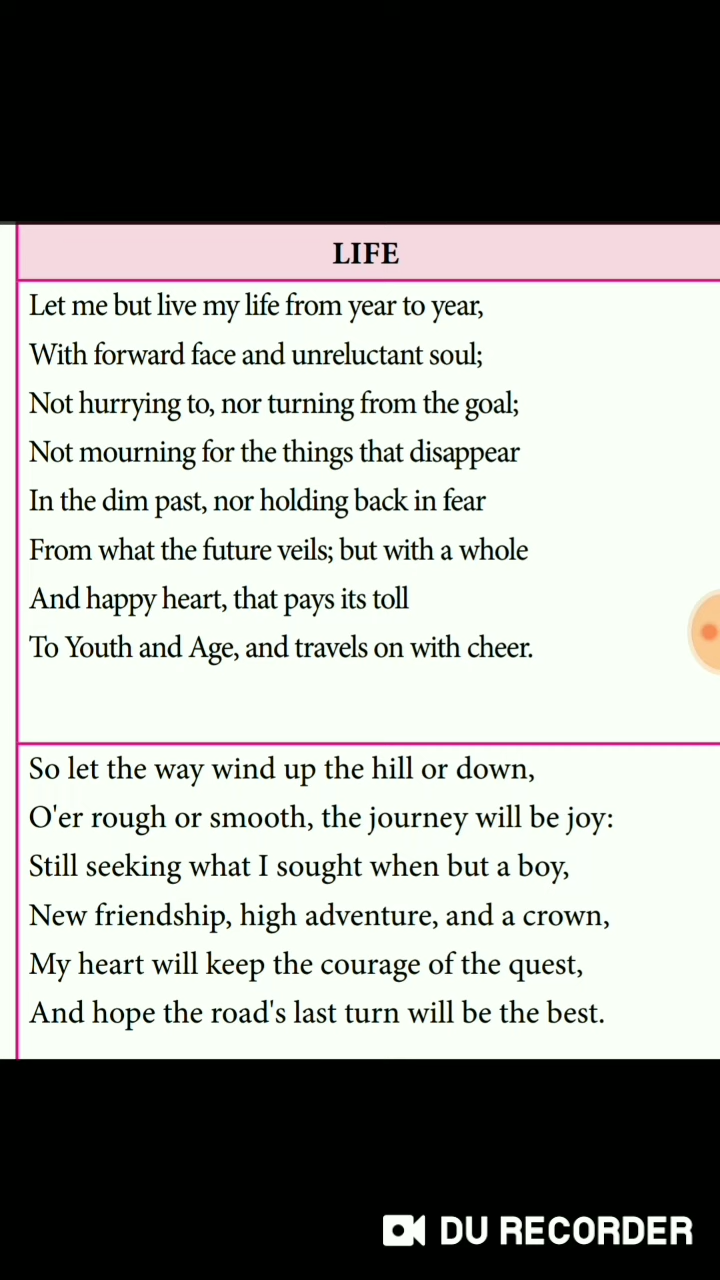 LIFE
Let me but live my life from year to year,
With forward face and unreluctant soul;
Not hurrying to, nor turning from the goal;
Not mourning for the things that disappear
In the dim past, nor holding back in fear
From what the future veils; but with a whole
And happy heart, that pays its toll
To Youth and Age, and travels on with cheer.
So let the way wind up the hill or down,
O'er rough or smooth, the journey will be joy:
Still seeking what I sought when but a boy,
New friendship, high adventure, and a crown,
My heart will keep the courage of the quest,
And hope the road's last turn will be the best.
DU RECORDER